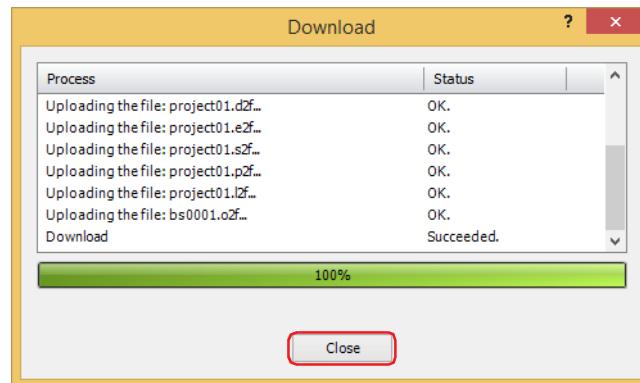 Download ? ×
Process Status
Uploading the file: project01.d2f... OK.
Uploading the file: project01.e2f... OK.
Uploading the file: project01.s2f... OK.
Uploading the file: project01.p2f... OK.
Uploading the file: project01.l2f... OK.
Uploading the file: bs0001.o2f... OK.
Download Succeeded.
100%
Close